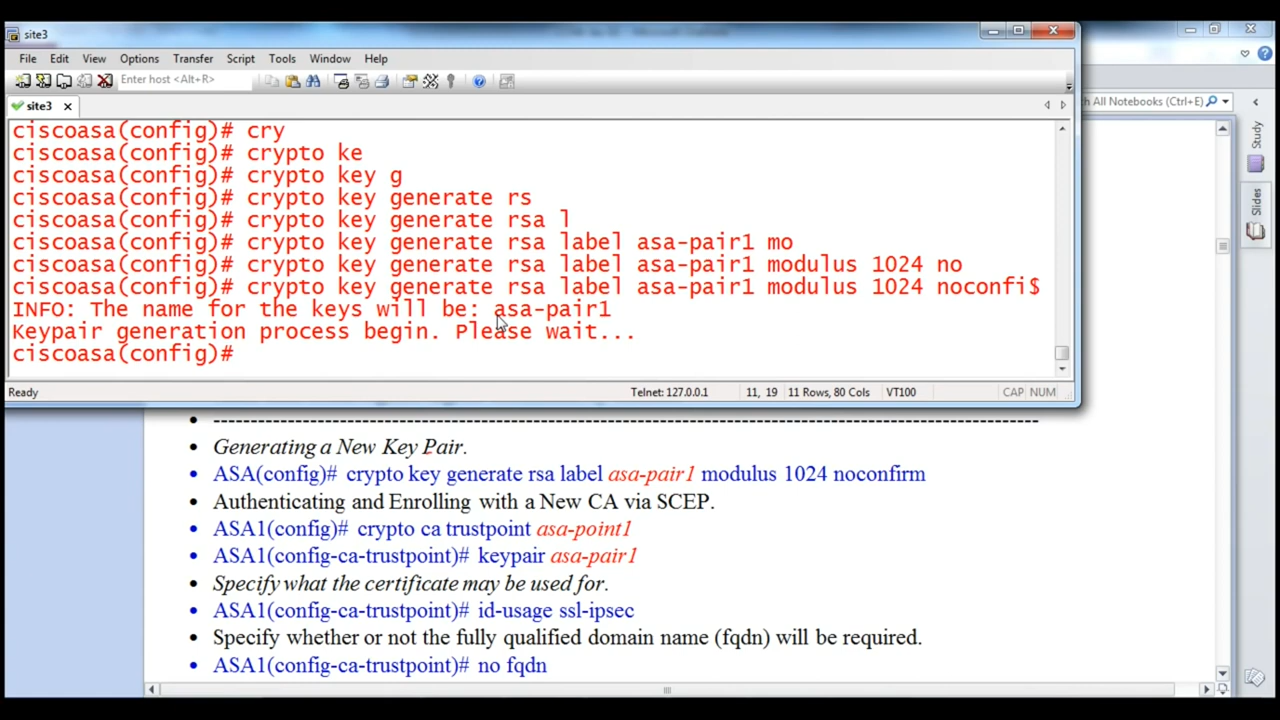 site3
File Edit View Options Transfer Script Tools Window Help
Enter host <Alt+R>
site3
ch All Notebooks (Ctrl+E)
ciscoasa(config)# cry
ciscoasa(config)# crypto ke
ciscoasa(config)# crypto key g
ciscoasa(config)# crypto key generate rs
ciscoasa(config)# crypto key generate rsa l
ciscoasa(config)# crypto key generate rsa label asa-pair1 mo
ciscoasa(config)# crypto key generate rsa label asa-pair1 modulus 1024 no
ciscoasa(config)# crypto key generate rsa label asa-pair1 modulus 1024 noconfi$
INFO: The name for the keys will be: asa-pair1
Keypair generation process begin. Please wait...
ciscoasa(config)#
Study
Slides
Ready Telnet: 127.0.0.1 11, 19 11 Rows, 80 Cols VT100 CAP NUM
• ------------------------------------------------------------------------------------------
• Generating a New Key Pair.
• ASA(config)# crypto key generate rsa label asa-pair1 modulus 1024 noconfirm
• Authenticating and Enrolling with a New CA via SCEP.
• ASA1(config)# crypto ca trustpoint asa-point1
• ASA1(config-ca-trustpoint)# keypair asa-pair1
• Specify what the certificate may be used for.
• ASA1(config-ca-trustpoint)# id-usage ssl-ipsec
• Specify whether or not the fully qualified domain name (fqdn) will be required.
• ASA1(config-ca-trustpoint)# no fqdn